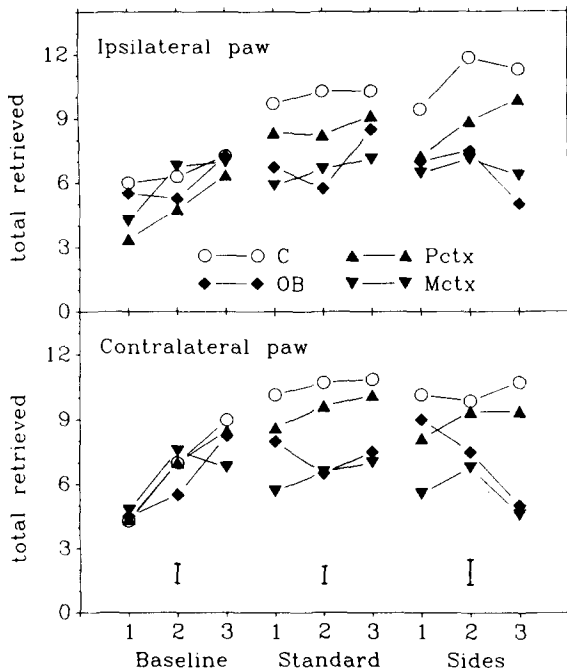 Ipsilateral paw
total retrieved
12
9
6
3
0
C
Pctx
OB
Mctx
Contralateral paw
total retrieved
12
9
6
3
0
1 2 3 1 2 3 1 2 3
Baseline Standard Sides